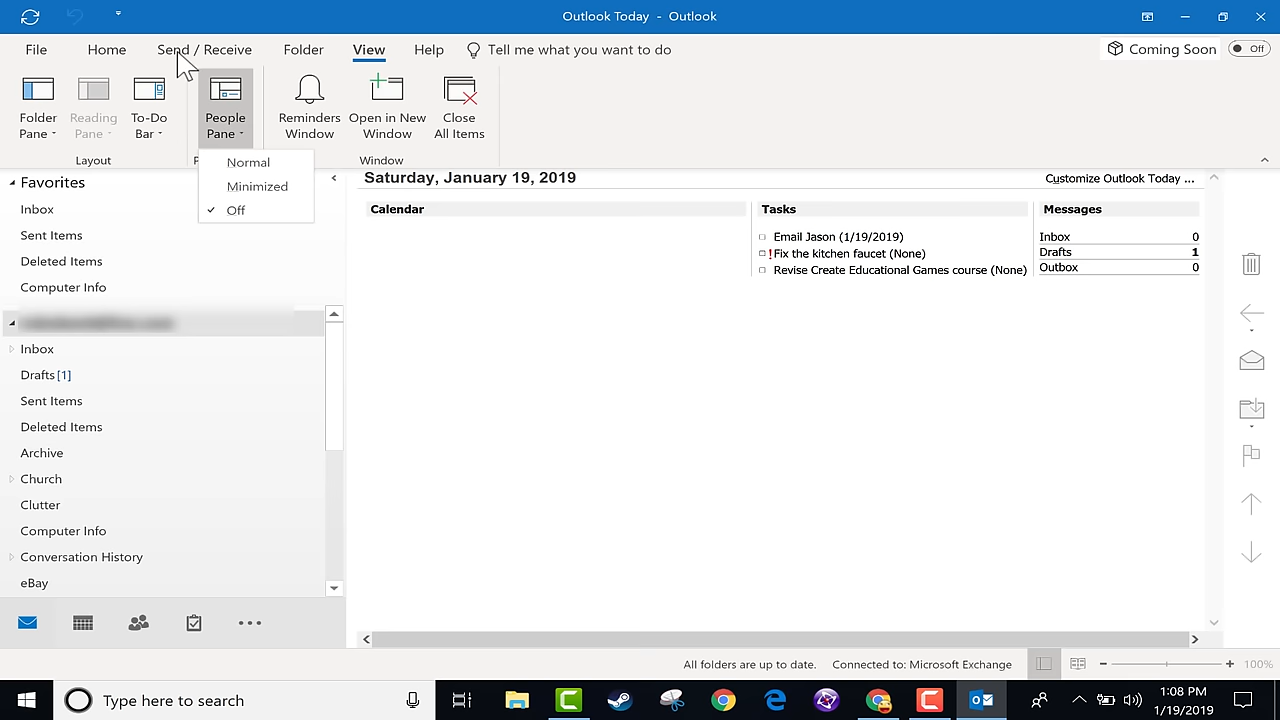 Outlook Today - Outlook
File Home Send / Receive Folder View Help Tell me what you want to do Coming Soon Off
Folder Pane Reading Pane To-Do Bar People Pane Reminders Window Open in New Window Close All Items
Layout P Window
Normal
Minimized
Off
Favorites
Inbox
Sent Items
Deleted Items
Computer Info
Inbox
Drafts [1]
Sent Items
Deleted Items
Archive
Church
Clutter
Computer Info
Conversation History
eBay
Saturday, January 19, 2019
Customize Outlook Today ...
Calendar
Tasks
Email Jason (1/19/2019)
! Fix the kitchen faucet (None)
Revise Create Educational Games course (None)
Messages
Inbox 0
Drafts 1
Outbox 0
All folders are up to date. Connected to: Microsoft Exchange 100%
Type here to search
1:08 PM
1/19/2019